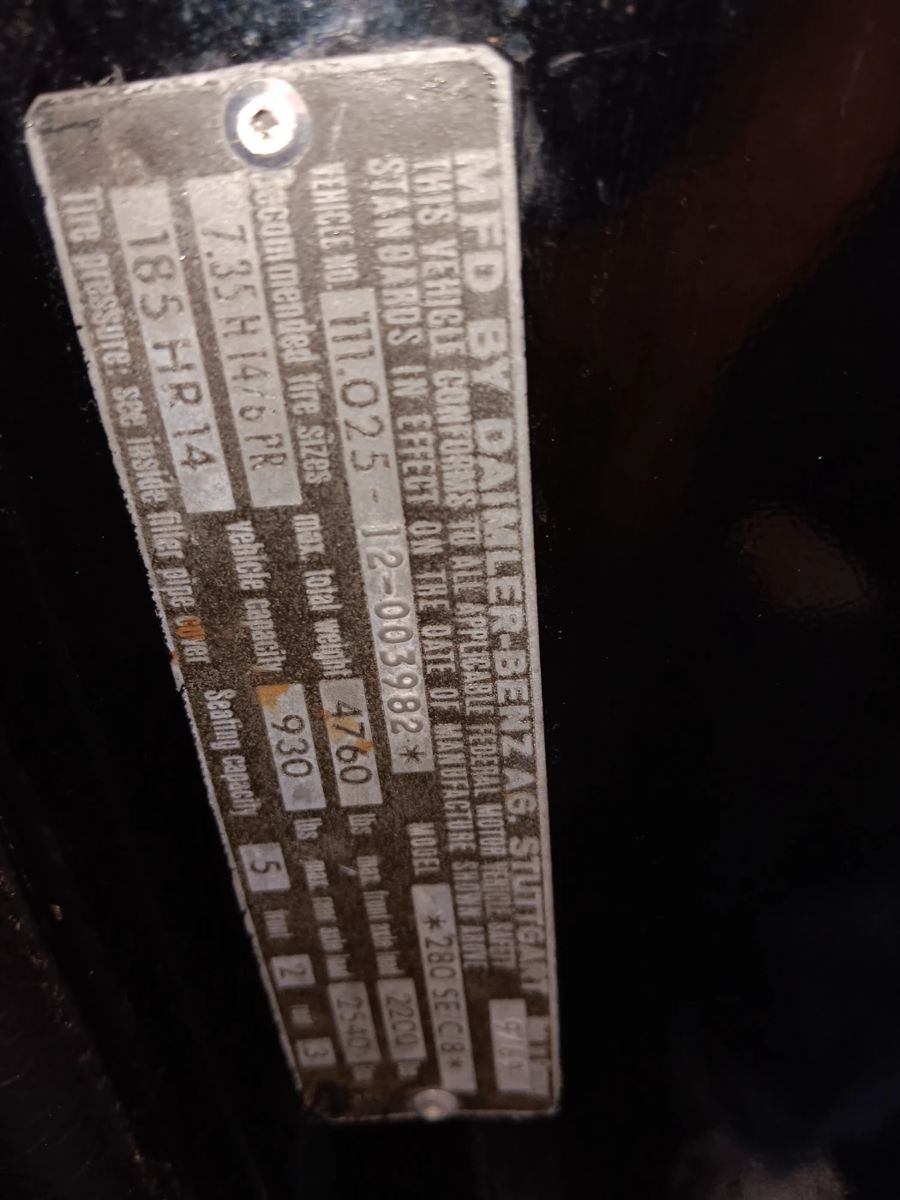 MFD BY DAIMLER-BENZ A.G. STUTTGART
THIS VEHICLE CONFORMS TO ALL APPLICABLE FEDERAL MOTOR VEHICLE SAFETY
STANDARDS IN EFFECT ON THE DATE OF MANUFACTURE SHOWN ABOVE
VEHICLE NO. 111.025-12-003982* MODEL *280 SE/C8*
Recommended tire sizes max. total weight 4760 lbs max. front axle load 2200 lbs
7.35 H 14/6 PR vehicle capacity 930 lbs max. rear axle load 2540 lbs
185 HR 14
Tire pressure: see inside filler pipe cover Seating capacity 5 front 2 rear 3